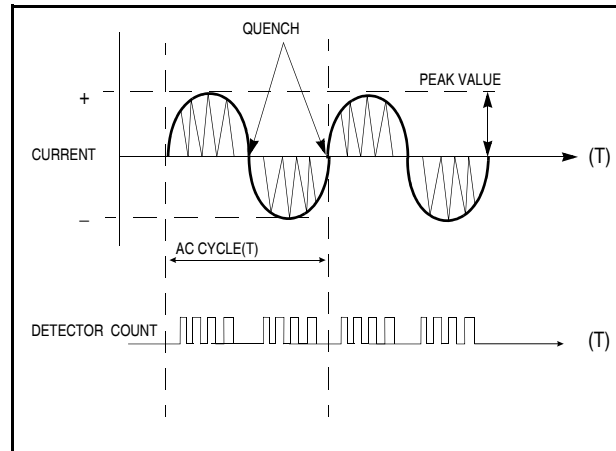 QUENCH
PEAK VALUE
+
CURRENT
(T)
–
AC CYCLE(T)
DETECTOR COUNT
(T)